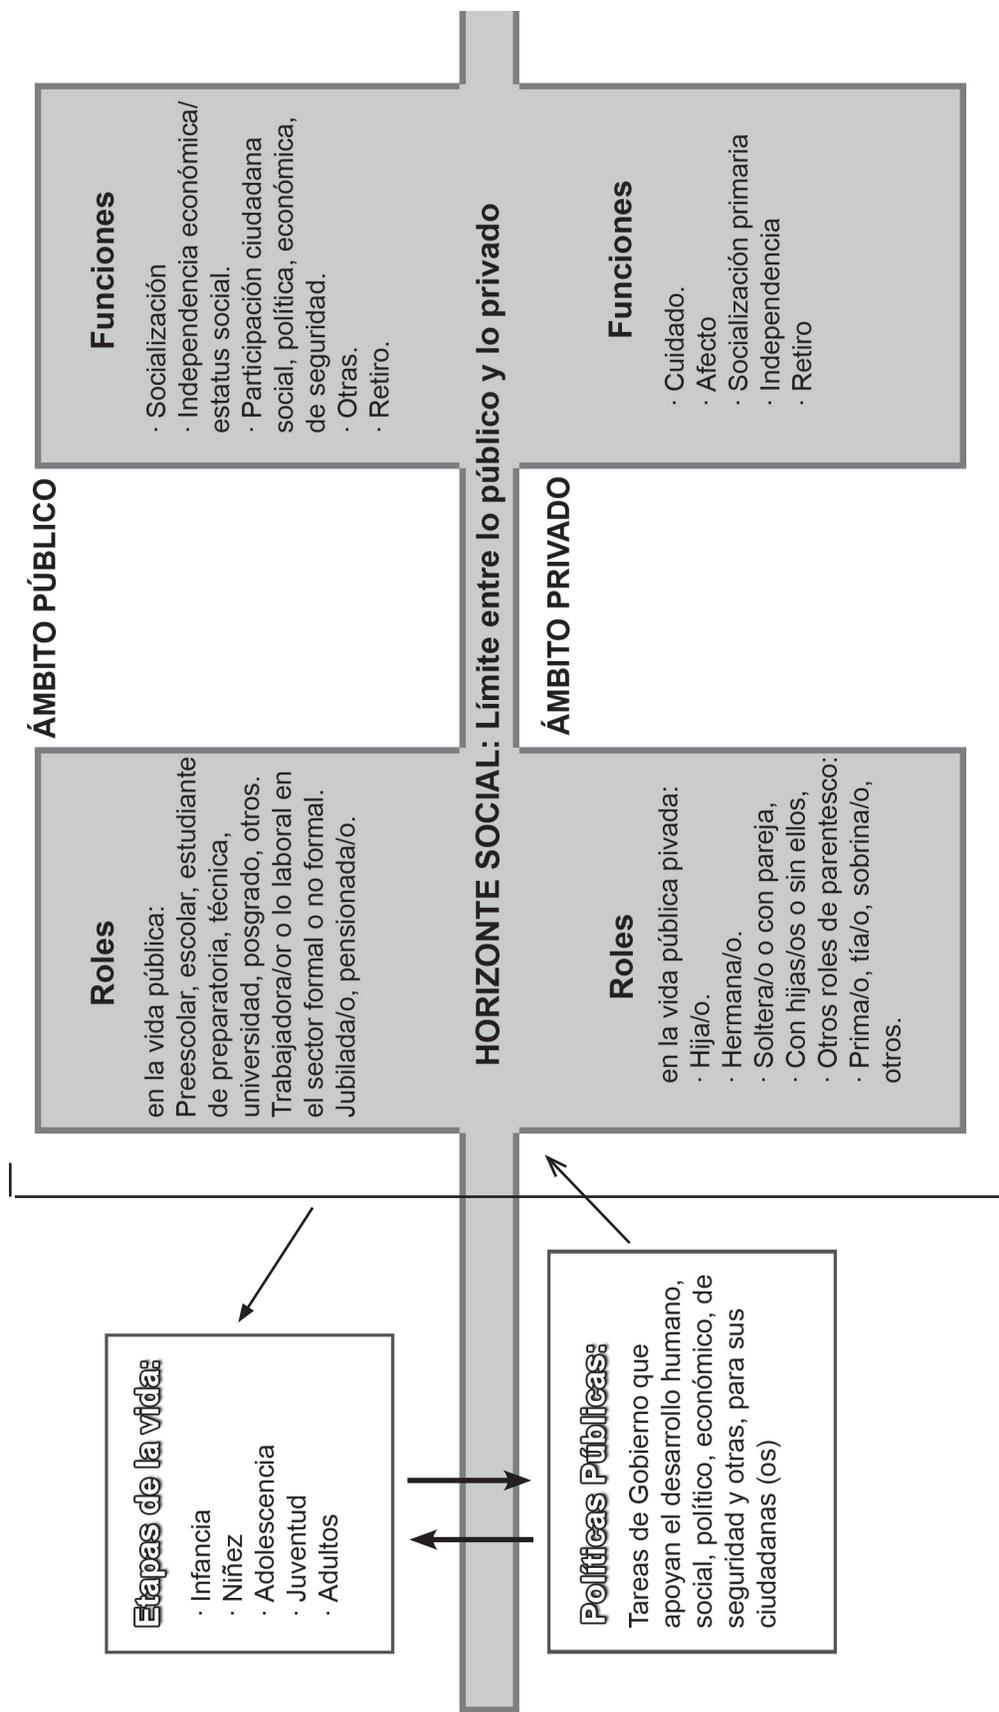 Etapas de la vida:
· Infancia
· Niñez
· Adolescencia
· Juventud
· Adultos
Políticas Públicas:
Tareas de Gobierno que
apoyan el desarrollo humano,
social, político, económico, de
seguridad y otras, para sus
ciudadanas (os)
ÁMBITO PÚBLICO
Roles
en la vida pública:
Preescolar, escolar, estudiante
de preparatoria, técnica,
universidad, posgrado, otros.
Trabajadora/or o lo laboral en
el sector formal o no formal.
Jubilada/o, pensionada/o.
Funciones
· Socialización
· Independencia económica/
estatus social.
· Participación ciudadana
social, política, económica,
de seguridad.
· Otras.
· Retiro.
HORIZONTE SOCIAL: Límite entre lo público y lo privado
ÁMBITO PRIVADO
Roles
en la vida pública pivada:
· Hija/o.
· Hermana/o.
· Soltera/o o con pareja,
· Con hijas/os o sin ellos,
· Otros roles de parentesco:
· Prima/o, tía/o, sobrina/o,
otros.
Funciones
· Cuidado.
· Afecto
· Socialización primaria
· Independencia
· Retiro